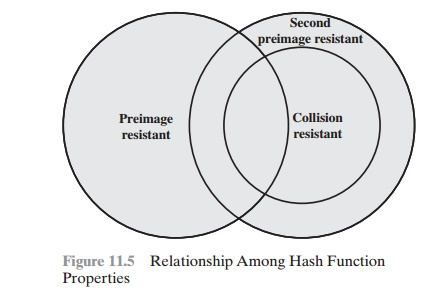 Second
preimage resistant
Preimage
resistant
Collision
resistant
Figure 11.5 Relationship Among Hash Function
Properties